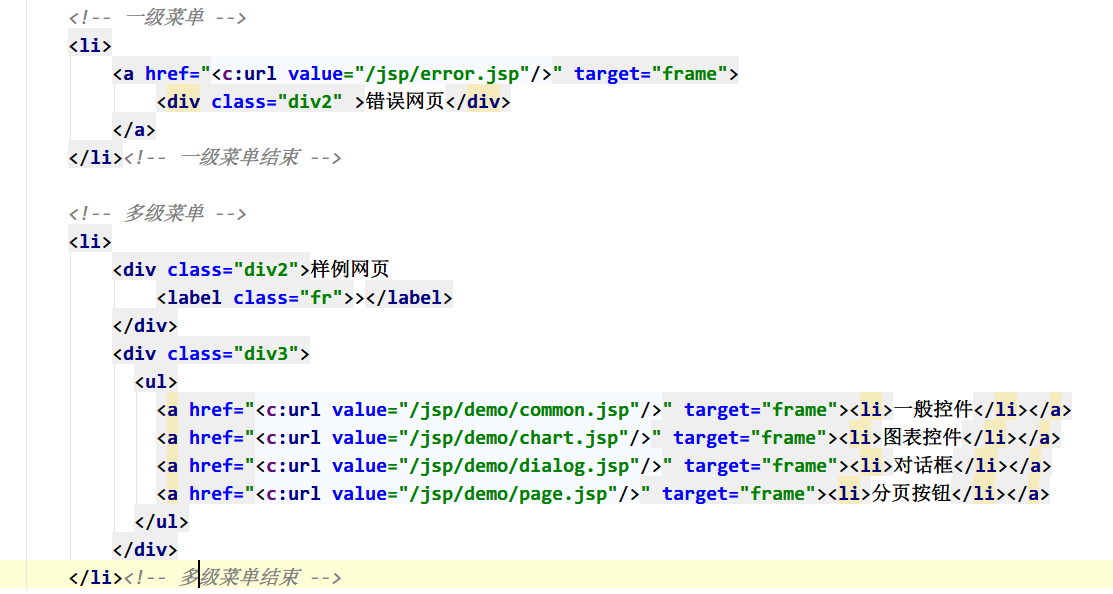 <!-- 一级菜单 -->
<li>
<a href="<c:url value="/jsp/error.jsp"/>" target="frame">
<div class="div2" >错误网页</div>
</a>
</li><!-- 一级菜单结束 -->
<!-- 多级菜单 -->
<li>
<div class="div2">样例网页
<label class="fr">></label>
</div>
<div class="div3">
<ul>
<a href="<c:url value="/jsp/demo/common.jsp"/>" target="frame"><li>一般控件</li></a>
<a href="<c:url value="/jsp/demo/chart.jsp"/>" target="frame"><li>图表控件</li></a>
<a href="<c:url value="/jsp/demo/dialog.jsp"/>" target="frame"><li>对话框</li></a>
<a href="<c:url value="/jsp/demo/page.jsp"/>" target="frame"><li>分页按钮</li></a>
</ul>
</div>
</li><!-- 多级菜单结束 -->